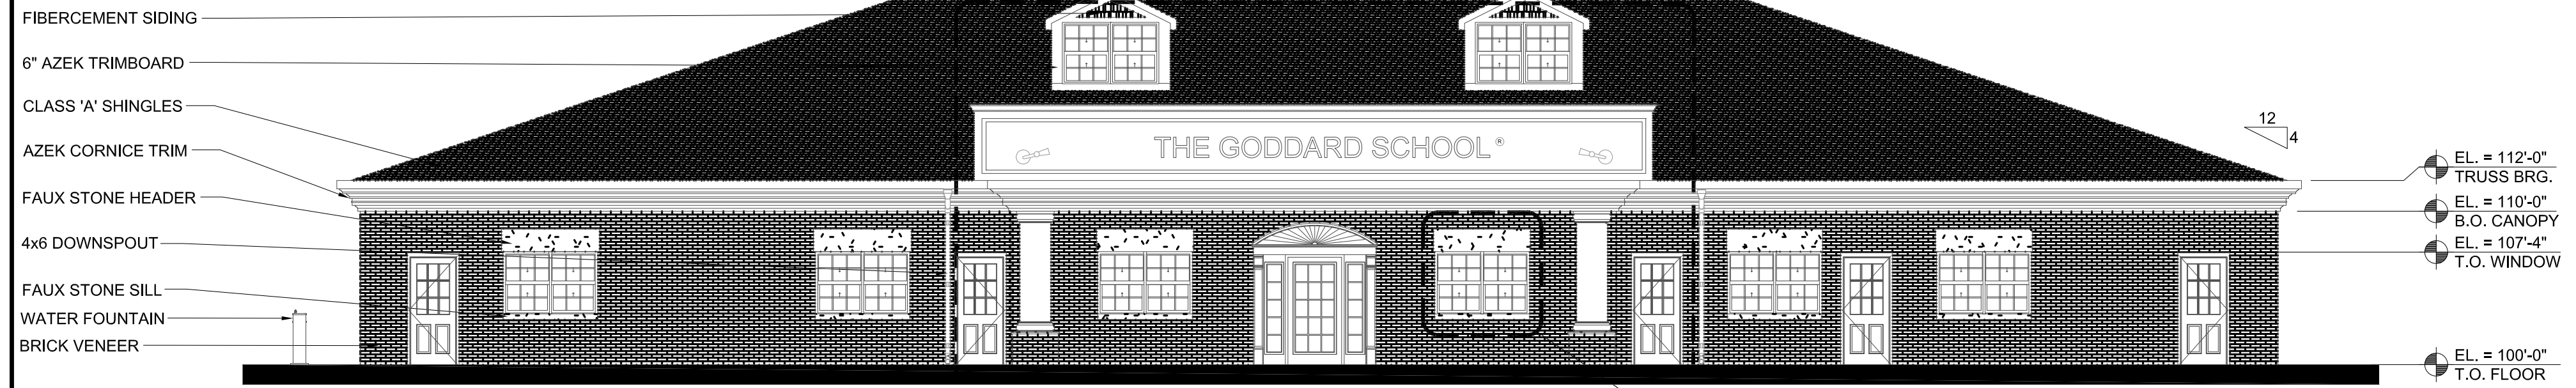 FIBERCEMENT SIDING
6" AZEK TRIMBOARD
CLASS 'A' SHINGLES
AZEK CORNICE TRIM
FAUX STONE HEADER
4x6 DOWNSPOUT
FAUX STONE SILL
WATER FOUNTAIN
BRICK VENEER
THE GODDARD SCHOOL®
12
4
EL. = 112'-0"
TRUSS BRG.
EL. = 110'-0"
B.O. CANOPY
EL. = 107'-4"
T.O. WINDOW
EL. = 100'-0"
T.O. FLOOR